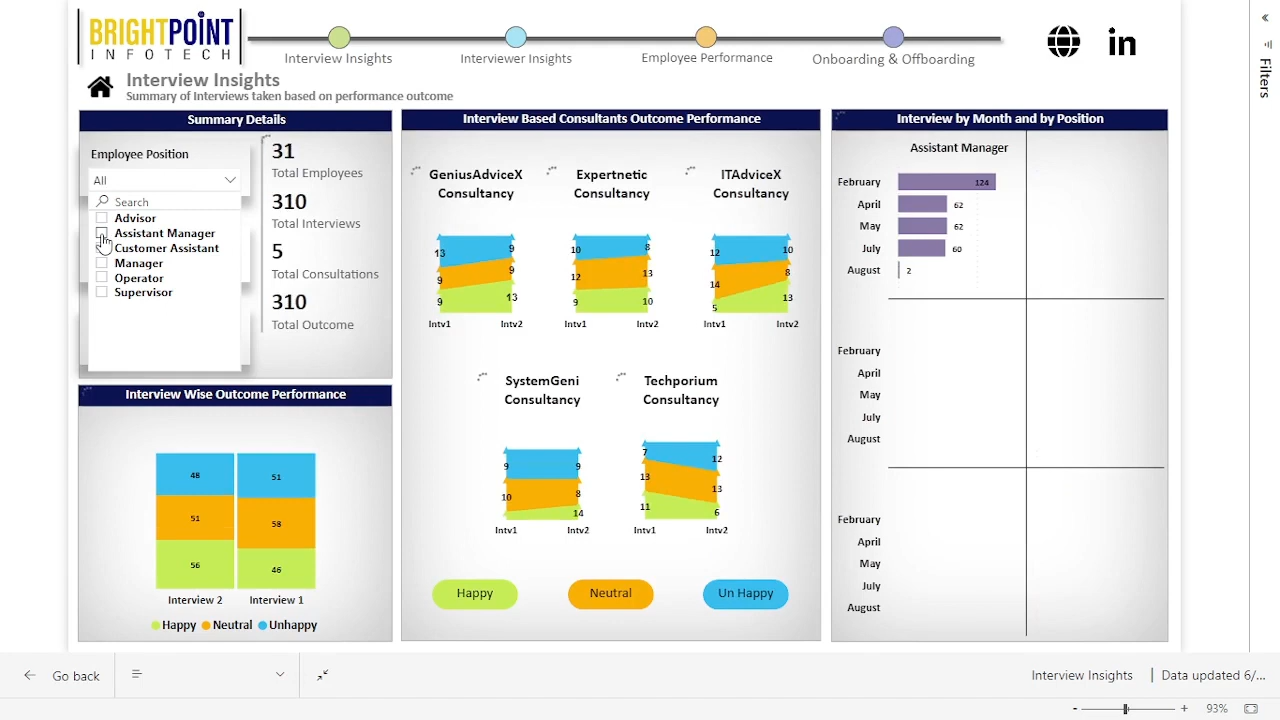 BRIGHTPOINT
INFOTECH
Interview Insights
Interviewer Insights
Employee Performance
Onboarding & Offboarding
in
Filters
Interview Insights
Summary of Interviews taken based on performance outcome
Summary Details
Employee Position
All
Search
Advisor
Assistant Manager
Customer Assistant
Manager
Operator
Supervisor
31
Total Employees
310
Total Interviews
5
Total Consultations
310
Total Outcome
Interview Wise Outcome Performance
48
51
51
58
56
46
Interview 2
Interview 1
Happy
Neutral
Unhappy
Interview Based Consultants Outcome Performance
GeniusAdviceX
Consultancy
13
9
9
9
9
13
Intv1
Intv2
Expertnetic
Consultancy
10
8
12
13
9
10
Intv1
Intv2
ITAdviceX
Consultancy
12
10
14
8
5
13
Intv1
Intv2
SystemGeni
Consultancy
9
9
10
8
14
Intv1
Intv2
Techporium
Consultancy
7
12
13
13
11
6
Intv1
Intv2
Happy
Neutral
Un Happy
Interview by Month and by Position
Assistant Manager
February
124
April
62
May
62
July
60
August
2
February
April
May
July
August
February
April
May
July
August
Go back
Interview Insights
Data updated 6/...
- + 93%